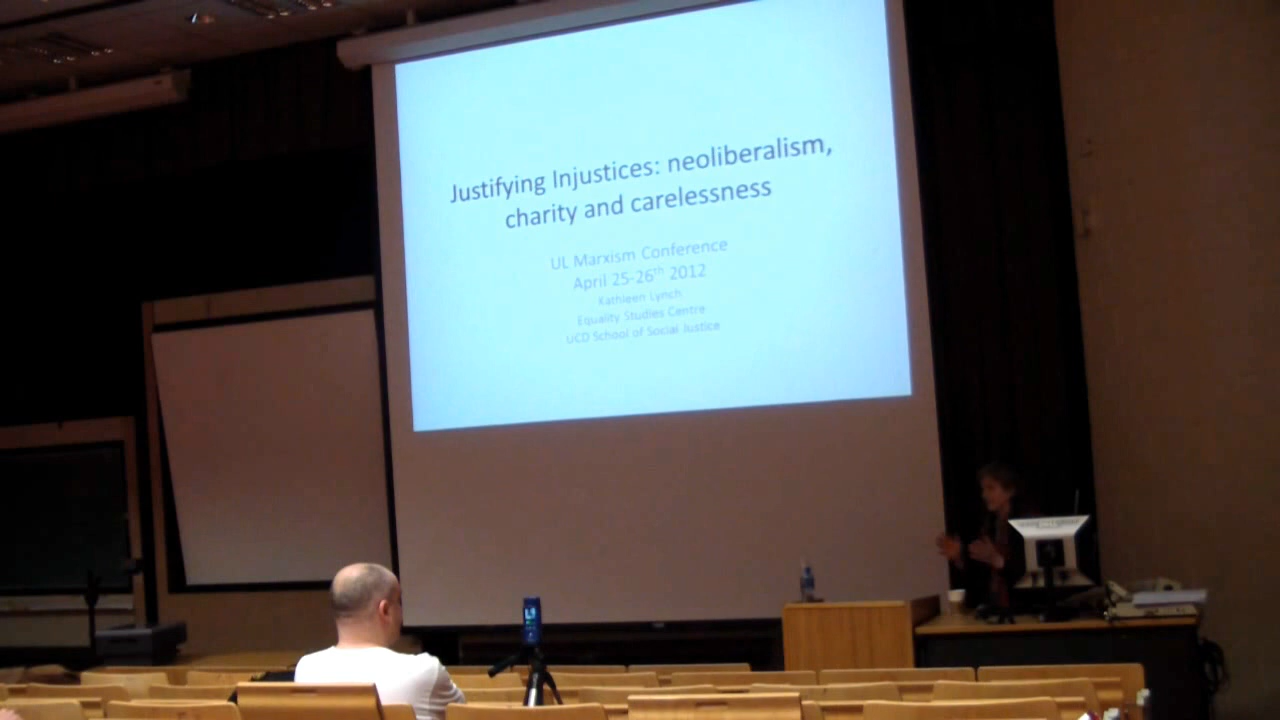 Justifying Injustices: neoliberalism,
charity and carelessness
UL Marxism Conference
April 25-26th 2012
Kathleen Lynch
Equality Studies Centre
UCD School of Social Justice